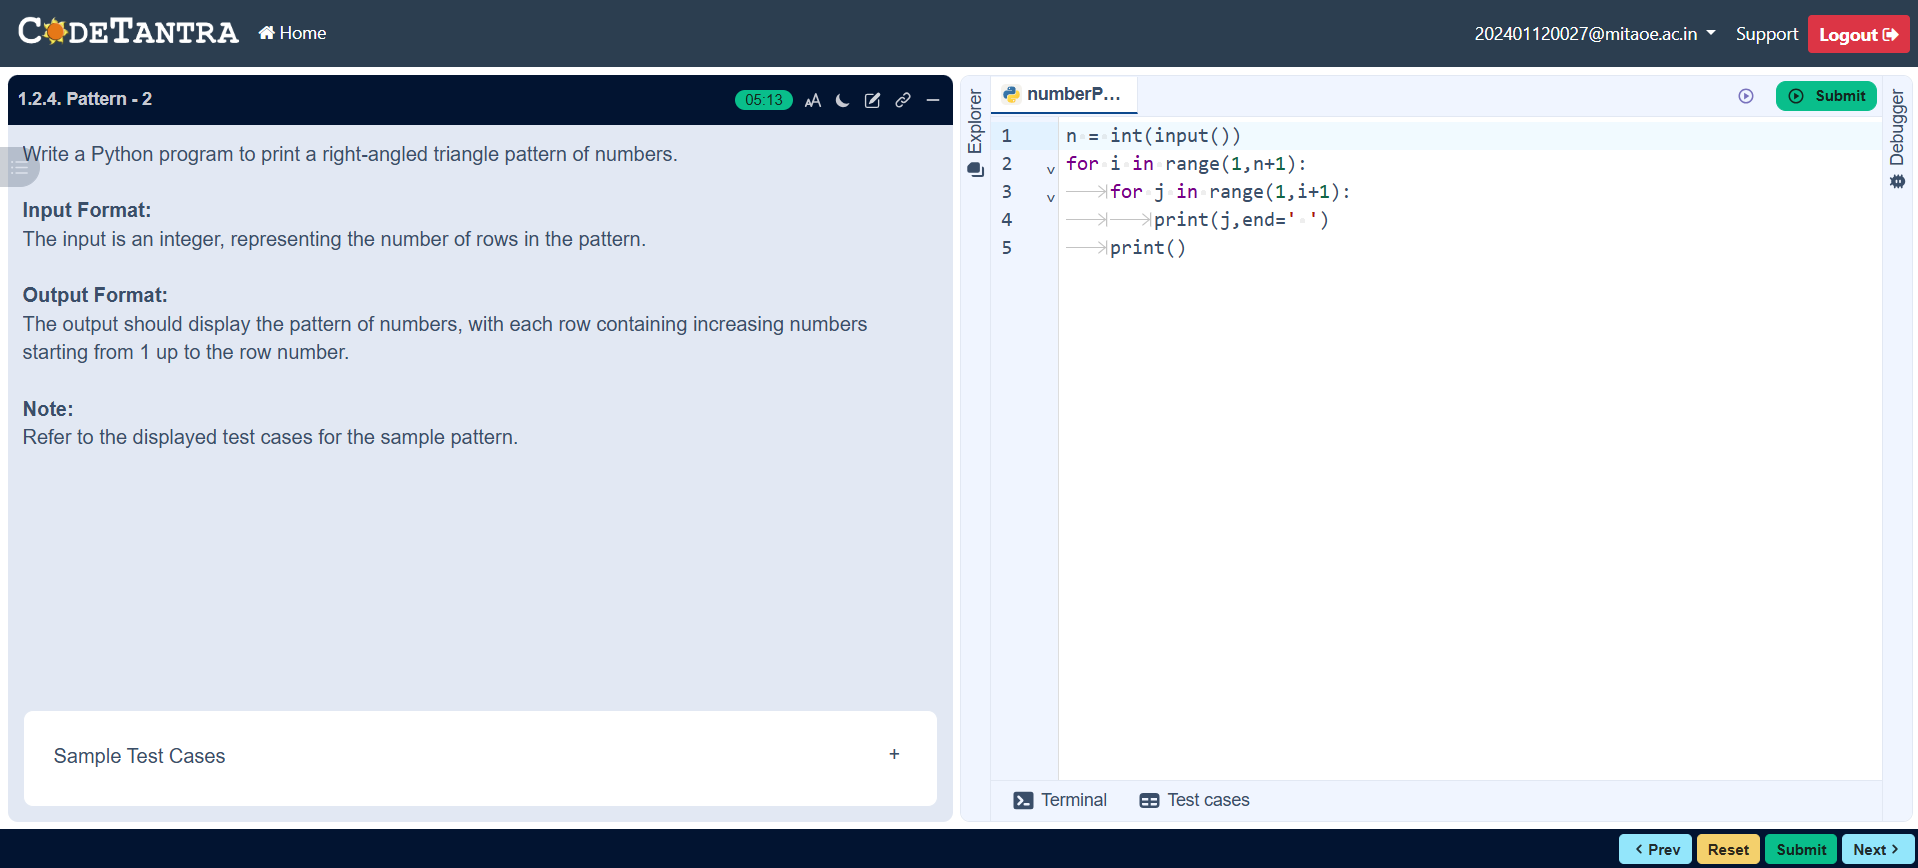 CODETANTRA Home 202401120027@mitaoe.ac.in Support Logout
1.2.4. Pattern - 2
05:13 AA
Write a Python program to print a right-angled triangle pattern of numbers.
Input Format:
The input is an integer, representing the number of rows in the pattern.
Output Format:
The output should display the pattern of numbers, with each row containing increasing numbers
starting from 1 up to the row number.
Note:
Refer to the displayed test cases for the sample pattern.
Sample Test Cases +
Explorer
numberP...
Submit
Debugger
1 n = int(input())
2 for i in range(1,n+1):
3 for j in range(1,i+1):
4 print(j,end=' ')
5 print()
Terminal Test cases
< Prev Reset Submit Next >